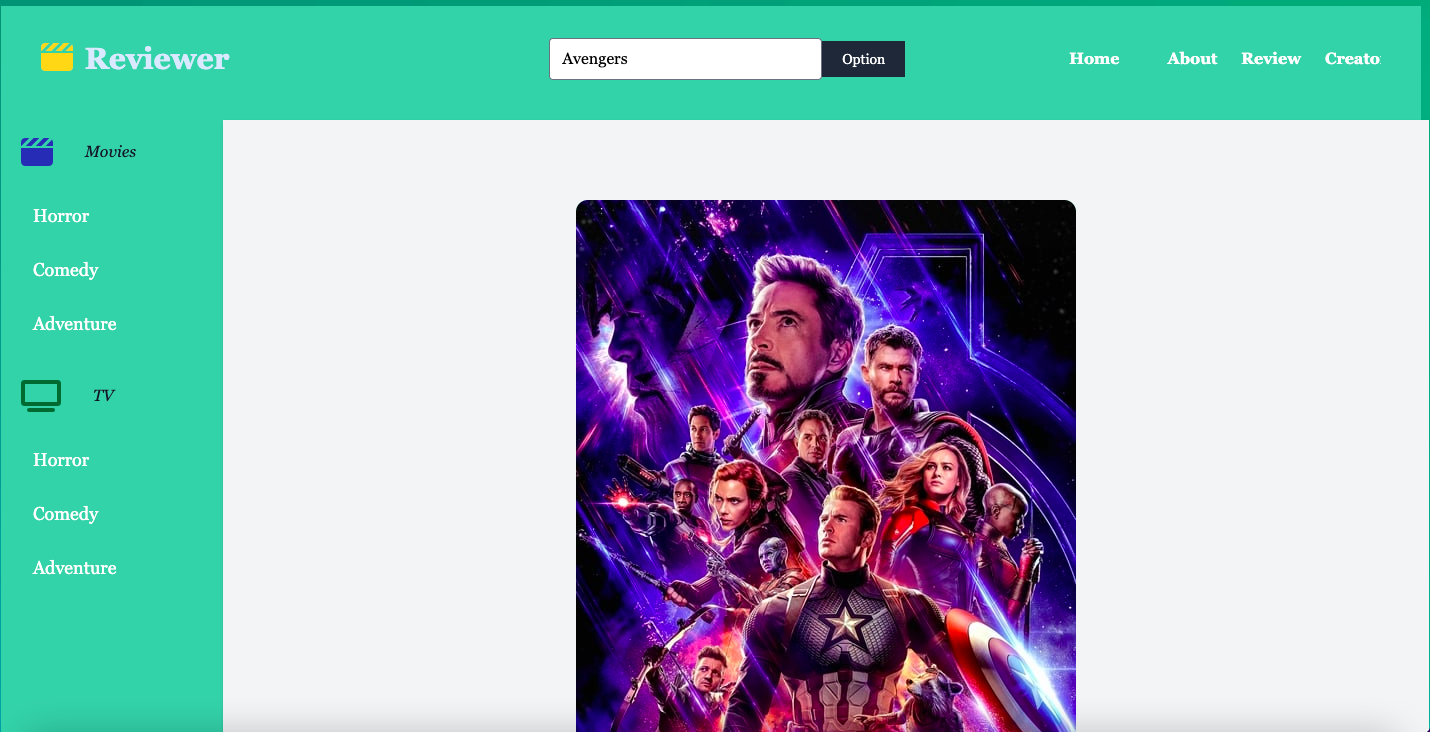 Reviewer
Avengers
Option
Home
About
Review
Creato
Movies
Horror
Comedy
Adventure
TV
Horror
Comedy
Adventure